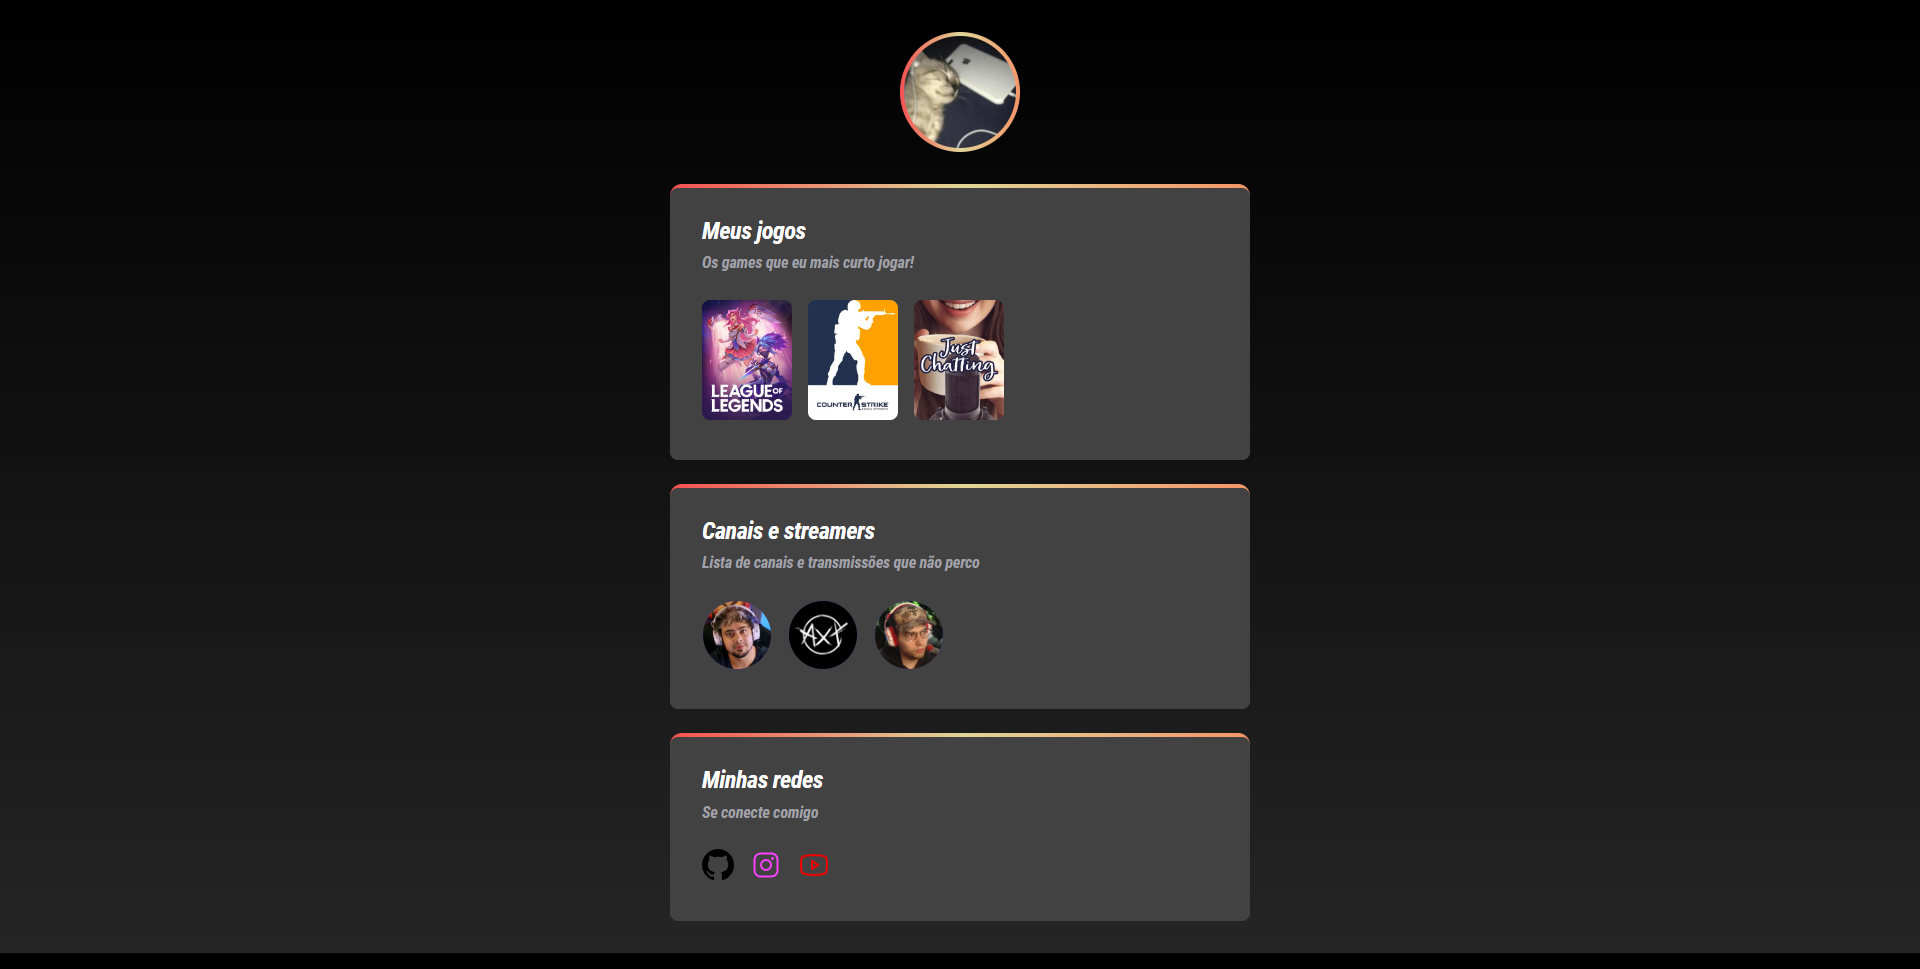 Meus jogos
Os games que eu mais curto jogar!
LEAGUE OF
LEGENDS
COUNTER STRIKE
Just
Chatting
Canais e streamers
Lista de canais e transmissões que não perco
AXT
Minhas redes
Se conecte comigo